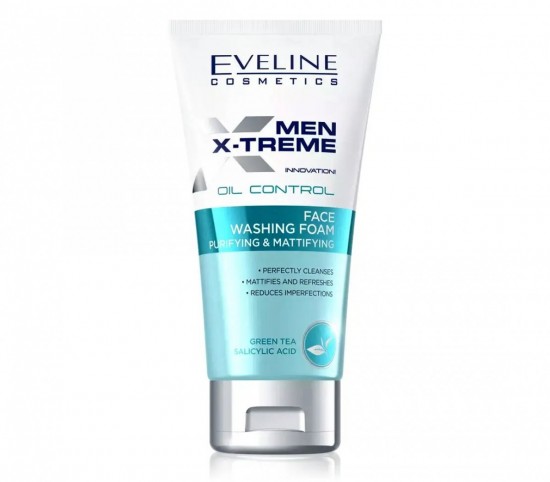 EVELINE
COSMETICS
MEN
X-TREME
INNOVATION!
OIL CONTROL
FACE
WASHING FOAM
PURIFYING & MATTIFYING
• PERFECTLY CLEANSES
• MATTIFIES AND REFRESHES
• REDUCES IMPERFECTIONS
GREEN TEA
SALICYLIC ACID